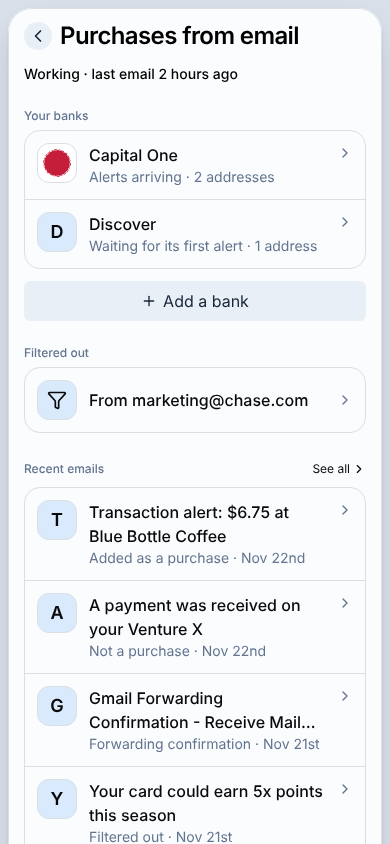 Purchases from email
Working · last email 2 hours ago
Your banks
Capital One
Alerts arriving · 2 addresses
D
Discover
Waiting for its first alert · 1 address
+ Add a bank
Filtered out
From marketing@chase.com
Recent emails
See all
T
Transaction alert: $6.75 at
Blue Bottle Coffee
Added as a purchase · Nov 22nd
A
A payment was received on
your Venture X
Not a purchase · Nov 22nd
G
Gmail Forwarding
Confirmation - Receive Mail...
Forwarding confirmation · Nov 21st
Y
Your card could earn 5x points
this season
Filtered out · Nov 21st